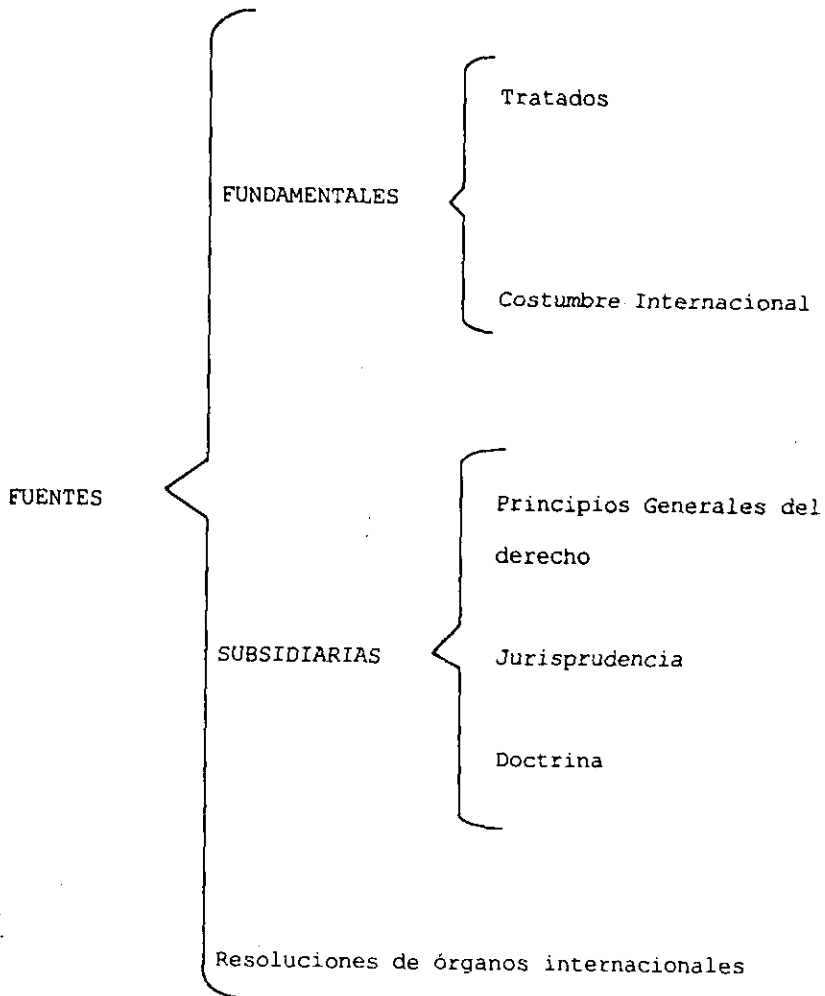 FUENTES
FUNDAMENTALES
Tratados
Costumbre Internacional
SUBSIDIARIAS
Principios Generales del
derecho
Jurisprudencia
Doctrina
Resoluciones de órganos internacionales